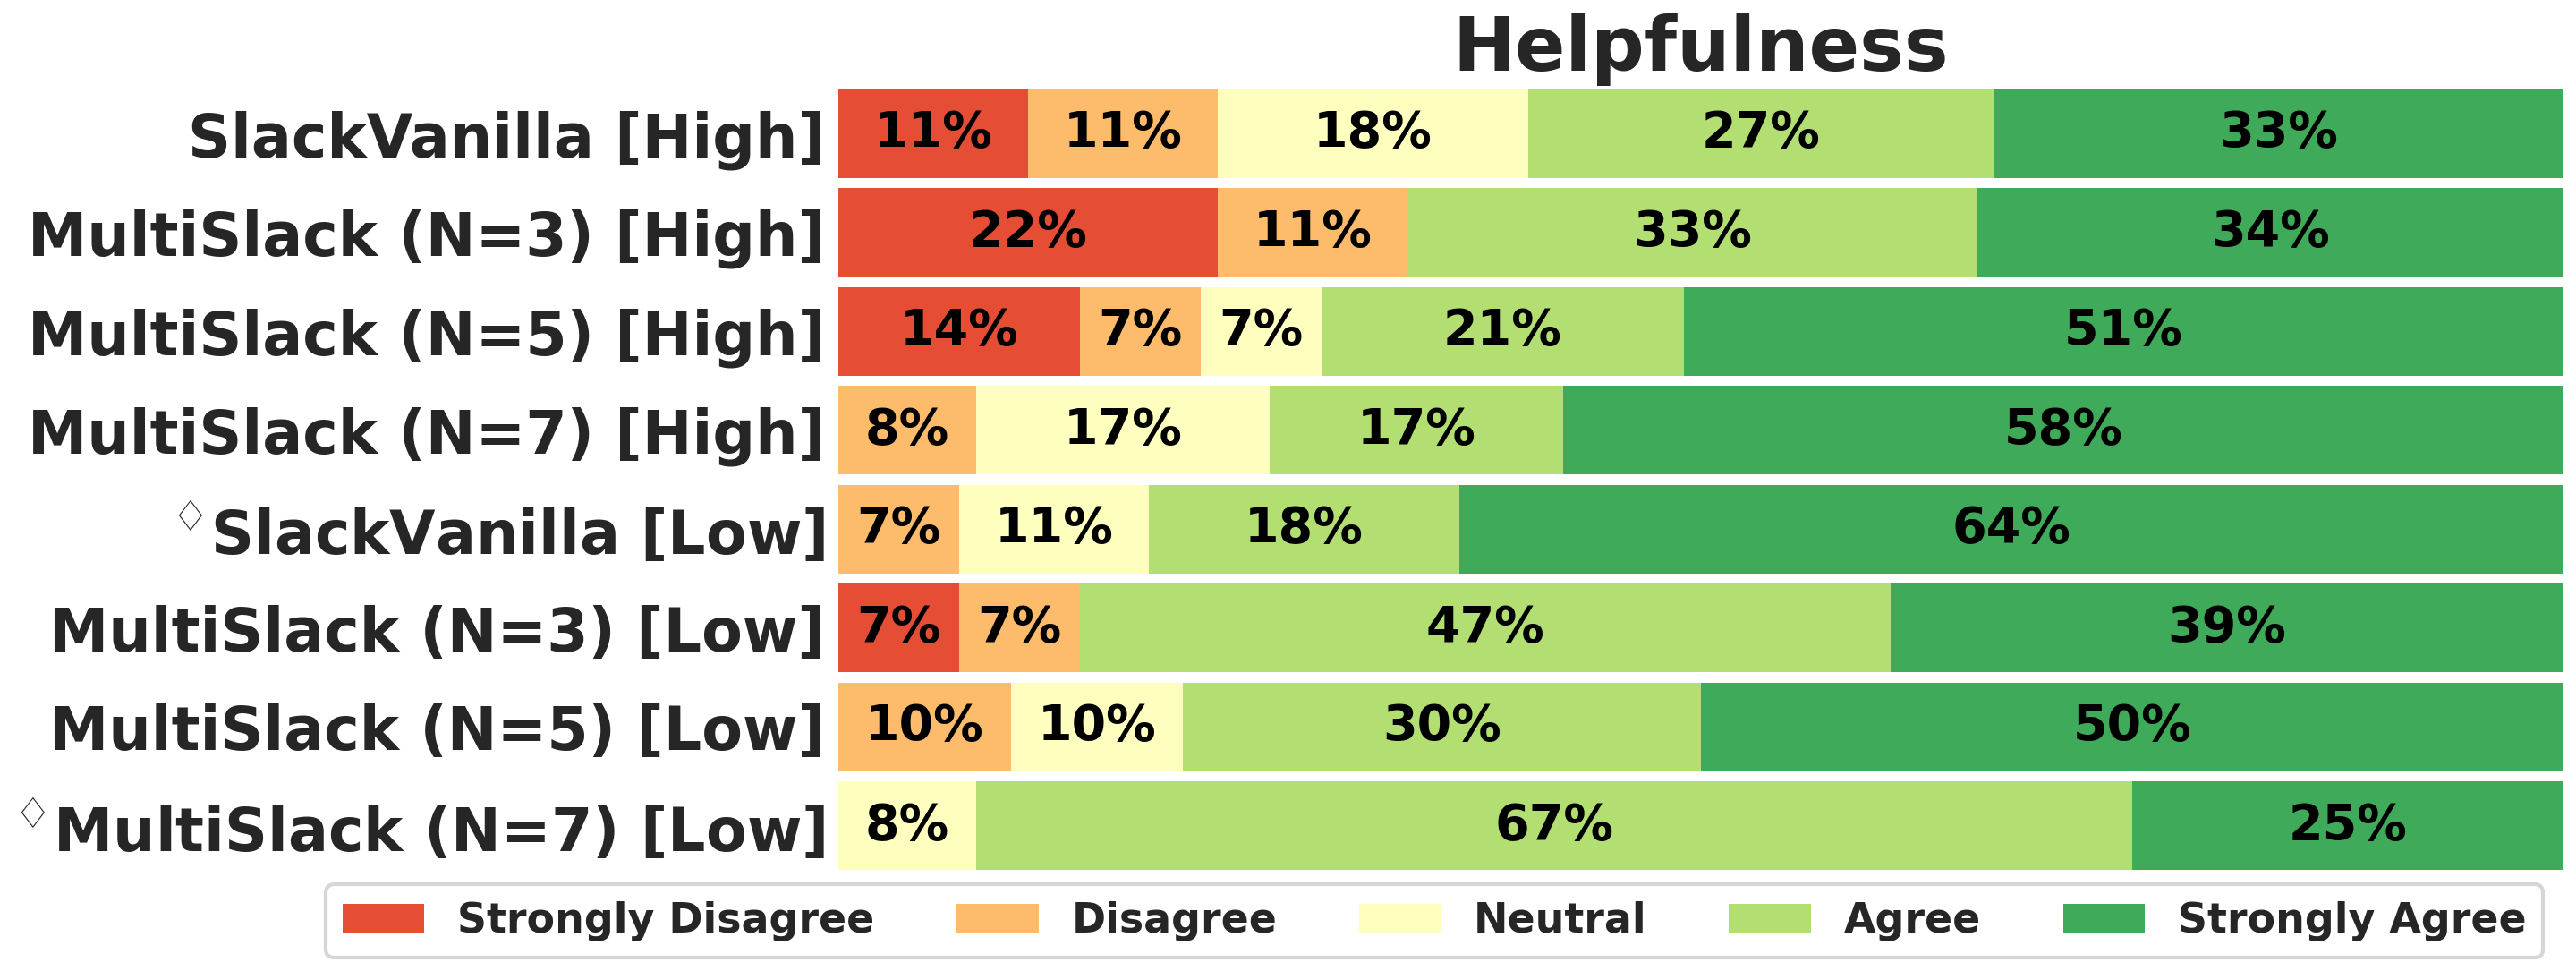 Helpfulness
SlackVanilla [High] 11% 11% 18% 27% 33%
MultiSlack (N=3) [High] 22% 11% 33% 34%
MultiSlack (N=5) [High] 14% 7% 7% 21% 51%
MultiSlack (N=7) [High] 8% 17% 17% 58%
♢SlackVanilla [Low] 7% 11% 18% 64%
MultiSlack (N=3) [Low] 7% 7% 47% 39%
MultiSlack (N=5) [Low] 10% 10% 30% 50%
♢MultiSlack (N=7) [Low] 8% 67% 25%
Strongly Disagree Disagree Neutral Agree Strongly Agree